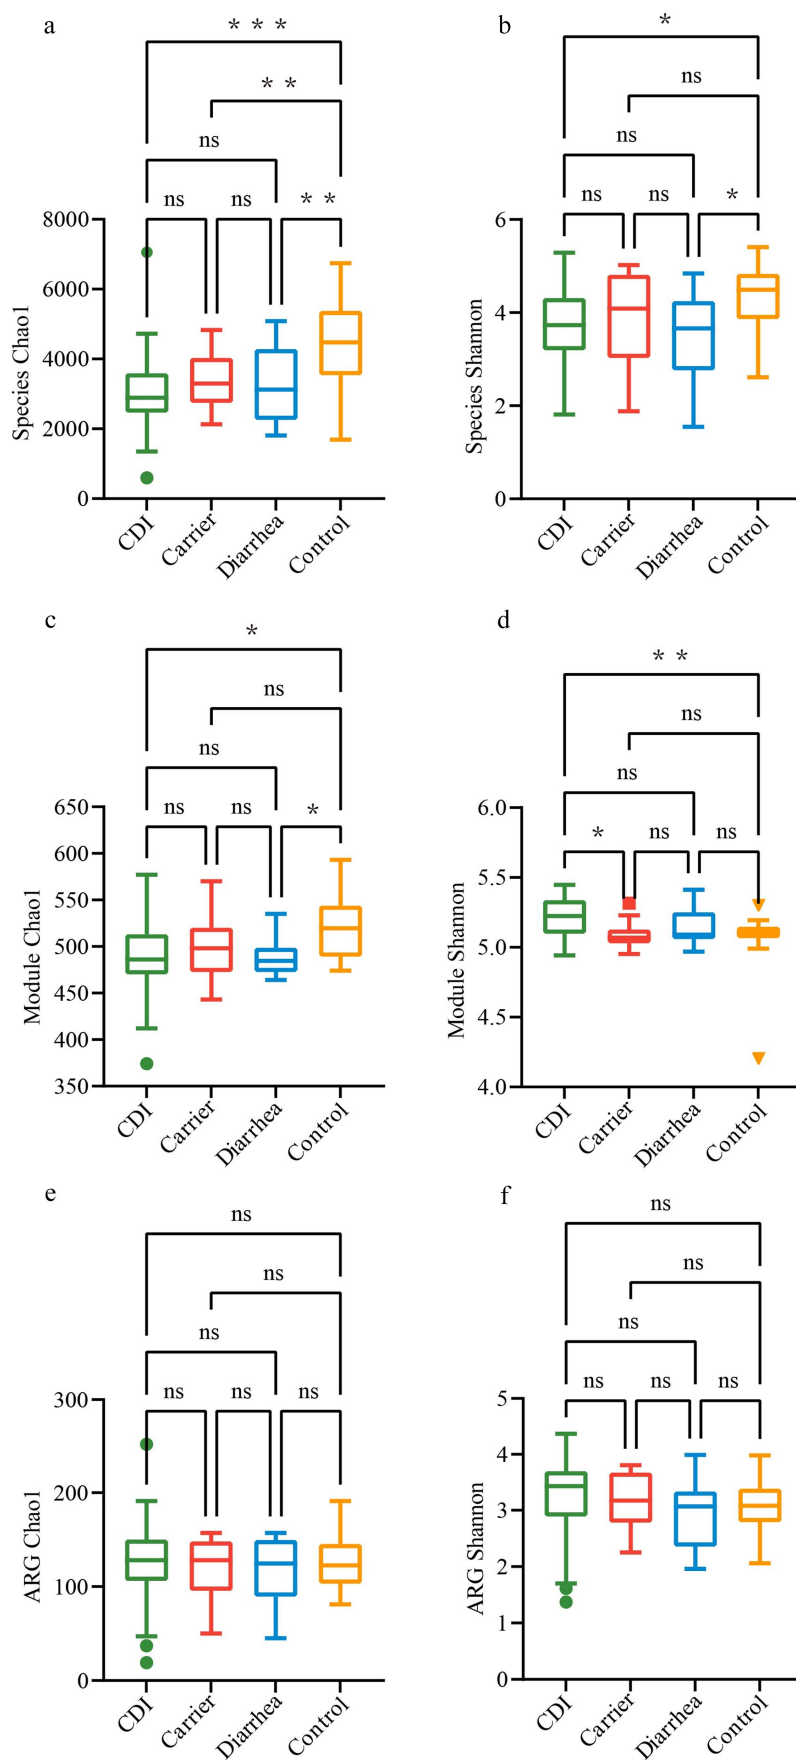 a
* * *
* *
ns
ns ns * *
Species Chao1
8000
6000
4000
2000
0
CDI Carrier Diarrhea Control
b
*
ns
ns
ns ns *
Species Shannon
6
4
2
0
CDI Carrier Diarrhea Control
c
*
ns
ns
ns ns *
Module Chao1
650
600
550
500
450
400
350
CDI Carrier Diarrhea Control
d
* *
ns
ns
* ns ns
Module Shannon
6.0
5.5
5.0
4.5
4.0
CDI Carrier Diarrhea Control
e
ns
ns
ns
ns ns ns
ARG Chao1
300
200
100
0
CDI Carrier Diarrhea Control
f
ns
ns
ns
ns ns ns
ARG Shannon
5
4
3
2
1
0
CDI Carrier Diarrhea Control